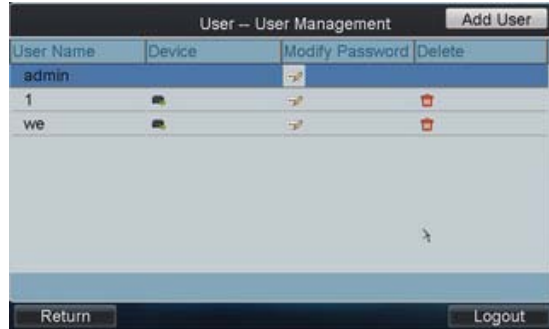 User -- User Management Add User
User Name Device Modify Password Delete
admin
1
we
Return Logout